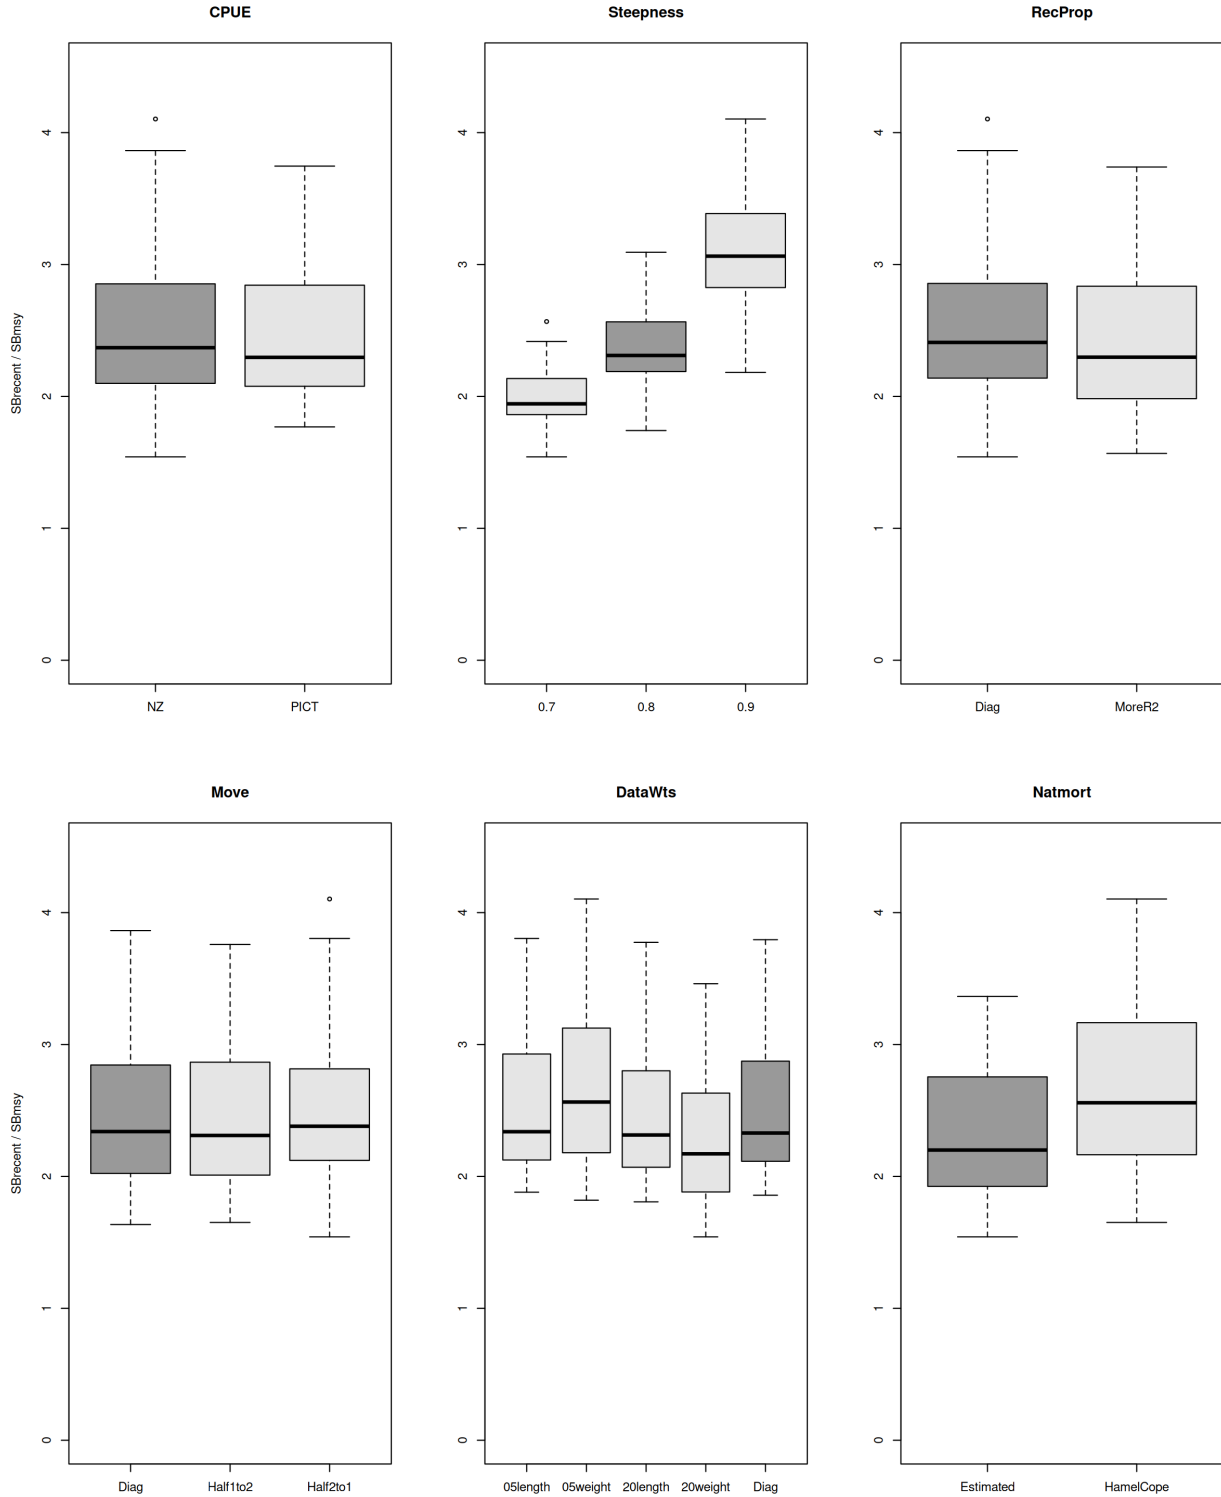 CPUE
Steepness
RecProp
SBrecent / SBmsy
4
3
2
1
0
4
3
2
1
0
4
3
2
1
0
NZ
PICT
0.7
0.8
0.9
Diag
MoreR2
Move
DataWts
Natmort
SBrecent / SBmsy
4
3
2
1
0
4
3
2
1
0
4
3
2
1
0
Diag
Half1to2
Half2to1
05length
05weight
20length
20weight
Diag
Estimated
HamelCope